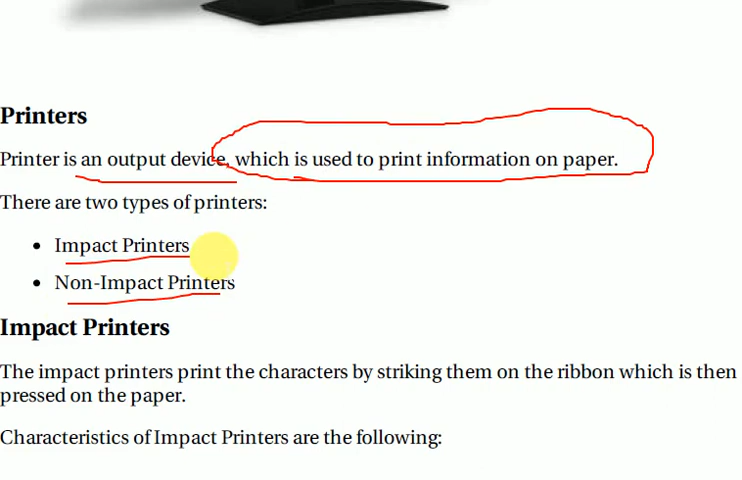 Printers
Printer is an output device, which is used to print information on paper.
There are two types of printers:
Impact Printers
Non-Impact Printers
Impact Printers
The impact printers print the characters by striking them on the ribbon which is then
pressed on the paper.
Characteristics of Impact Printers are the following: